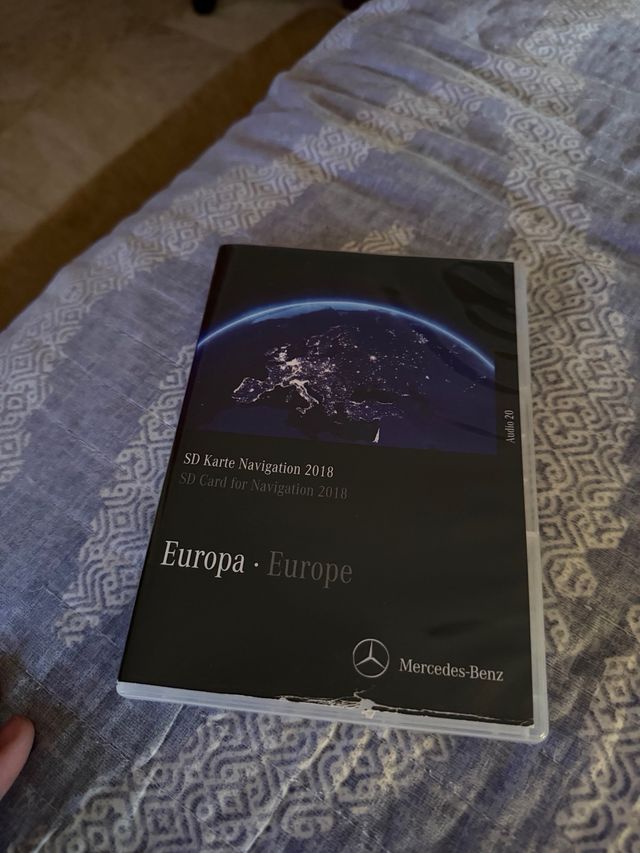 Audio 20
SD Karte Navigation 2018
SD Card for Navigation 2018
Europa · Europe
Mercedes-Benz